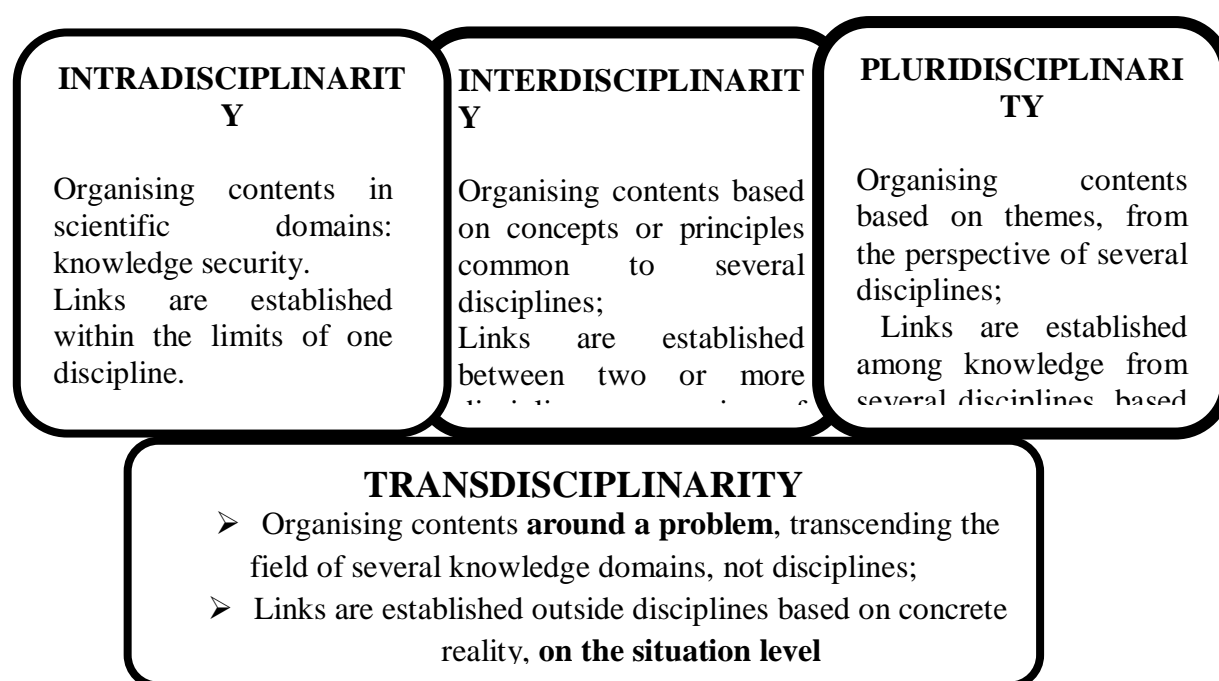 INTRADISCIPLINARIT
Y
Organising contents in
scientific domains:
knowledge security.
Links are established
within the limits of one
discipline.
INTERDISCIPLINARIT
Y
Organising contents based
on concepts or principles
common to several
disciplines;
Links are established
between two or more
PLURIDISCIPLINARI
TY
Organising contents
based on themes, from
the perspective of several
disciplines;
Links are established
among knowledge from
several disciplines, based
TRANSDISCIPLINARITY
➢ Organising contents around a problem, transcending the
field of several knowledge domains, not disciplines;
➢ Links are established outside disciplines based on concrete
reality, on the situation level